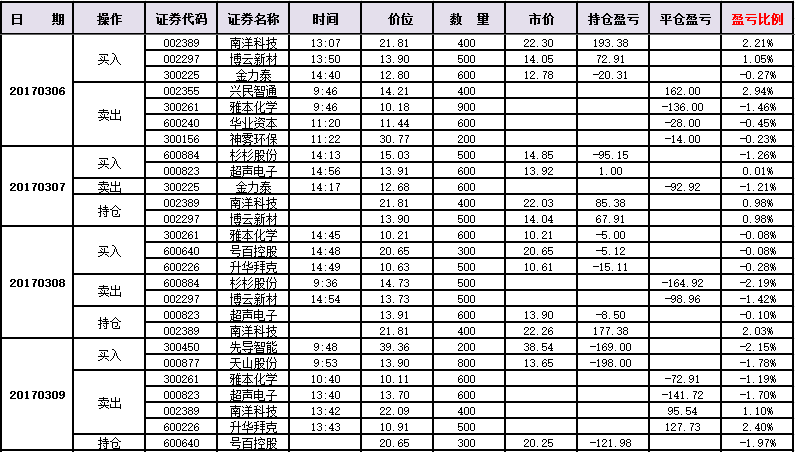 日 期 操作 证券代码 证券名称 时间 价位 数 量 市价 持仓盈亏 平仓盈亏 盈亏比例
20170306 买入 002389 南洋科技 13:07 21.81 400 22.30 193.38 2.21%
002297 博云新材 13:50 13.90 500 14.05 72.91 1.05%
300225 金力泰 14:40 12.80 600 12.78 -20.31 -0.27%
卖出 002355 兴民智通 9:46 14.21 400 162.00 2.94%
300261 雅本化学 9:46 10.18 900 -136.00 -1.46%
600240 华业资本 11:20 11.44 600 -28.00 -0.45%
300156 神雾环保 11:22 30.77 200 -14.00 -0.23%
20170307 买入 600884 杉杉股份 14:13 15.03 500 14.85 -95.15 -1.26%
000823 超声电子 14:56 13.91 600 13.92 1.00 0.01%
卖出 300225 金力泰 14:17 12.68 600 -92.92 -1.21%
持仓 002389 南洋科技 21.81 400 22.03 85.38 0.98%
002297 博云新材 13.90 500 14.04 67.91 0.98%
20170308 买入 300261 雅本化学 14:45 10.21 600 10.21 -5.00 -0.08%
600640 号百控股 14:48 20.65 300 20.65 -5.12 -0.08%
600226 升华拜克 14:49 10.63 500 10.61 -15.11 -0.28%
卖出 600884 杉杉股份 9:36 14.73 500 -164.92 -2.19%
002297 博云新材 14:54 13.73 500 -98.96 -1.42%
持仓 000823 超声电子 13.91 600 13.90 -8.50 -0.10%
002389 南洋科技 21.81 400 22.26 177.38 2.03%
20170309 买入 300450 先导智能 9:48 39.36 200 38.54 -169.00 -2.15%
000877 天山股份 9:53 13.90 800 13.65 -198.00 -1.78%
卖出 300261 雅本化学 10:40 10.11 600 -72.91 -1.19%
000823 超声电子 13:40 13.70 600 -141.72 -1.70%
002389 南洋科技 13:42 22.09 400 95.54 1.10%
600226 升华拜克 13:43 10.91 500 127.73 2.40%
持仓 600640 号百控股 20.65 300 20.25 -121.98 -1.97%